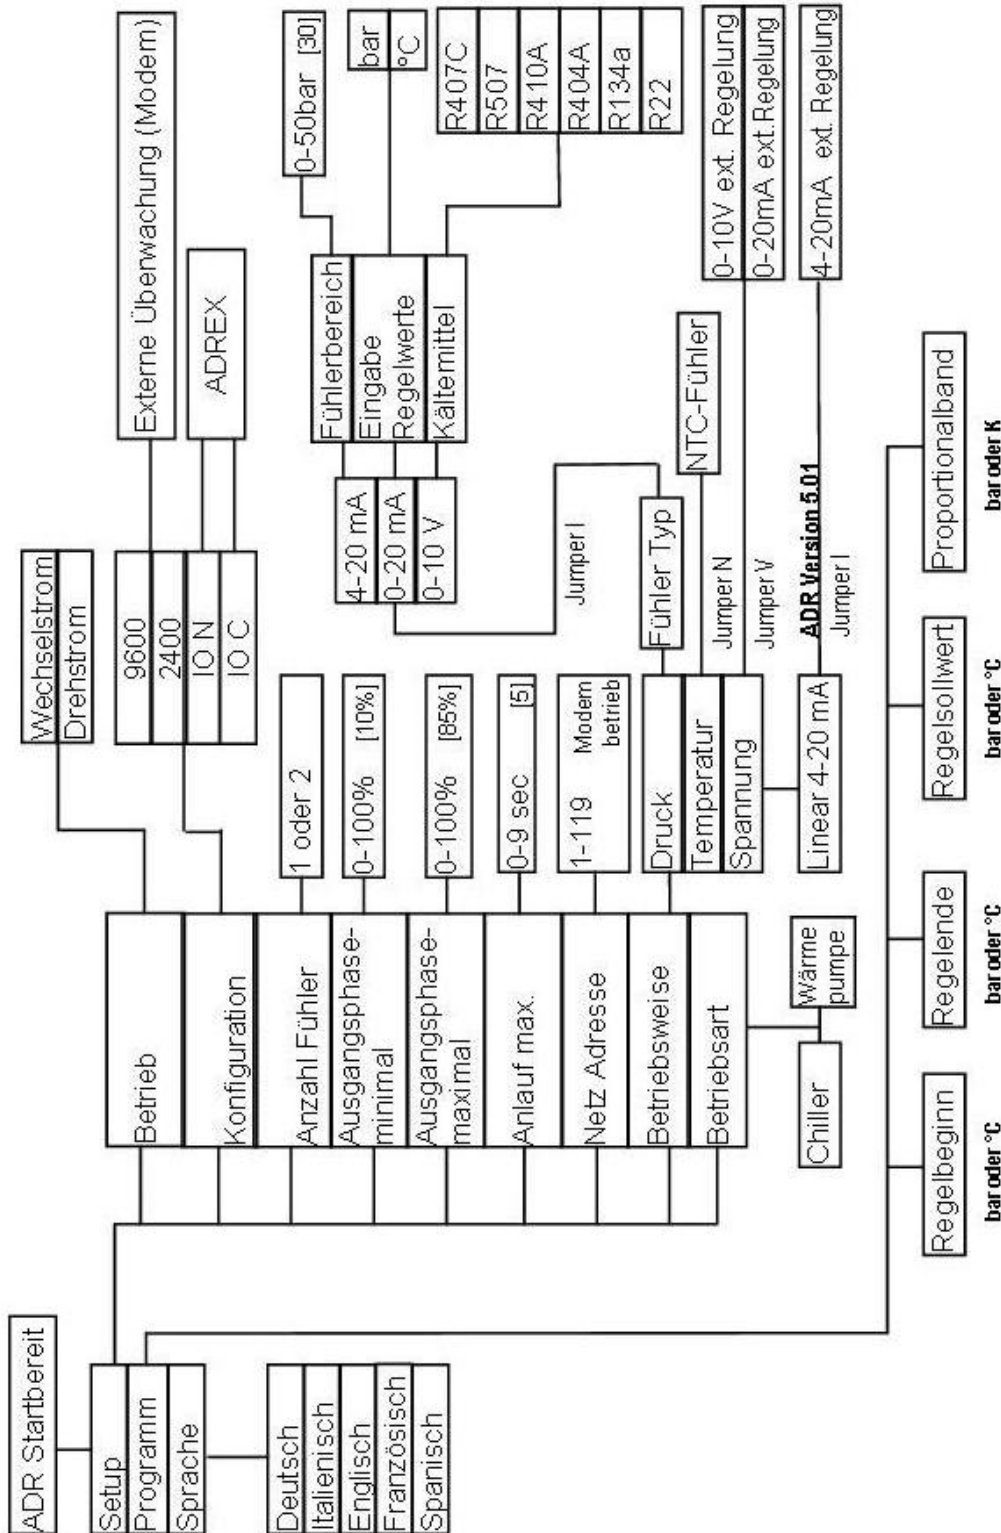 ADR Startbereit
Setup
Programm
Sprache
Deutsch
Italienisch
Englisch
Französisch
Spanisch
Betrieb
Konfiguration
Anzahl Fühler
Ausgangsphase-
minimal
Ausgangsphase-
maximal
Anlauf max.
Netz Adresse
Betriebsweise
Betriebsart
Chiller
Wärme
pumpe
Wechselstrom
Drehstrom
9600
2400
IO N
IO C
Externe Überwachung (Modem)
ADREX
1 oder 2
0-100% [10%]
0-100% [85%]
0-9 sec [5]
1-119 Modem
betrieb
Druck
Temperatur
Spannung
Linear 4-20 mA
Fühler Typ
Jumper I
4-20 mA
0-20 mA
0-10 V
Fühlerbereich
Eingabe
Regelwerte
Kältemittel
0-50bar [30]
bar
°C
R407C
R507
R410A
R404A
R134a
R22
Jumper N
NTC-Fühler
Jumper V
0-10V ext. Regelung
0-20mA ext.Regelung
ADR Version 5.01
Jumper I
4-20mA ext. Regelung
Regelbeginn
bar oder °C
Regelende
bar oder °C
Regelsollwert
bar oder °C
Proportionalband
bar oder K